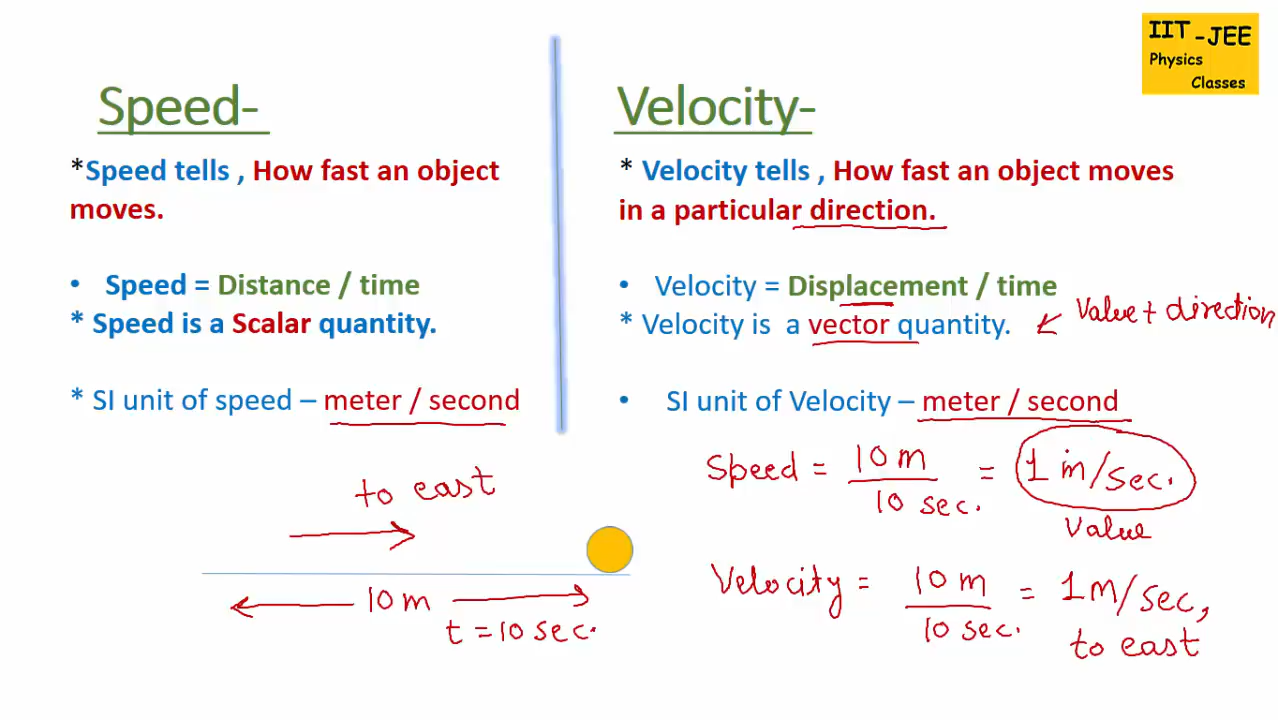 IIT -JEE
Physics
Classes
Speed-
*Speed tells , How fast an object
moves.
• Speed = Distance / time
* Speed is a Scalar quantity.
* SI unit of speed – meter / second
to east
10 m
t = 10 sec.
Velocity-
* Velocity tells , How fast an object moves
in a particular direction.
• Velocity = Displacement / time
* Velocity is a vector quantity.
Value + direction
• SI unit of Velocity – meter / second
Speed = 10 m / 10 sec. = 1 m/sec.
Value
Velocity = 10 m / 10 sec. = 1 m/sec,
to east